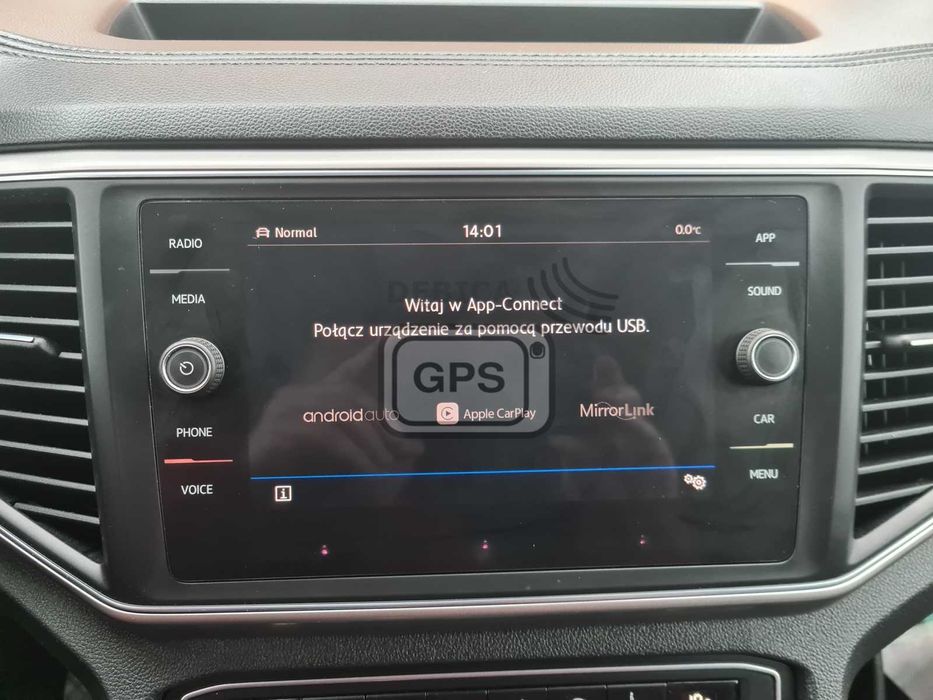 RADIO
MEDIA
PHONE
VOICE
Normal
14:01
0.0°C
DEBICA
Witaj w App-Connect
Połącz urządzenie za pomocą przewodu USB.
GPS
androidauto
Apple CarPlay
MirrorLink
i
APP
SOUND
CAR
MENU